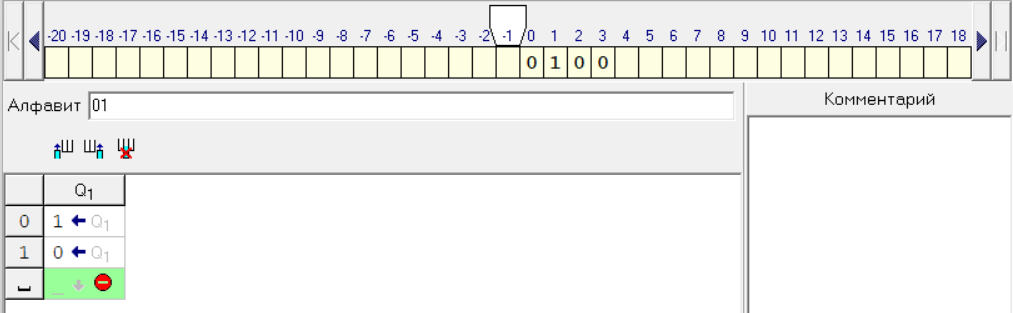 -20 -19 -18 -17 -16 -15 -14 -13 -12 -11 -10 -9 -8 -7 -6 -5 -4 -3 -2 -1 0 1 2 3 4 5 6 7 8 9 10 11 12 13 14 15 16 17 18
0 1 0 0
Алфавит 01
Комментарий
Q1
0 1 ← Q1
1 0 ← Q1
_